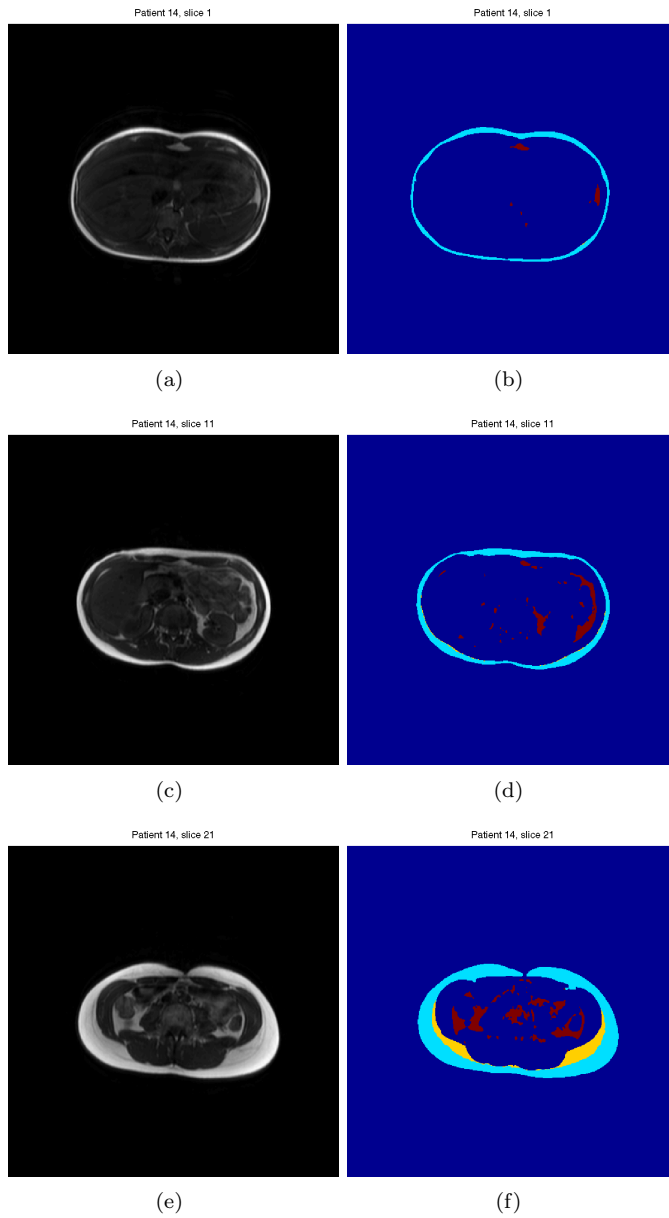 Patient 14, slice 1
Patient 14, slice 1
(a)
(b)
Patient 14, slice 11
Patient 14, slice 11
(c)
(d)
Patient 14, slice 21
Patient 14, slice 21
(e)
(f)